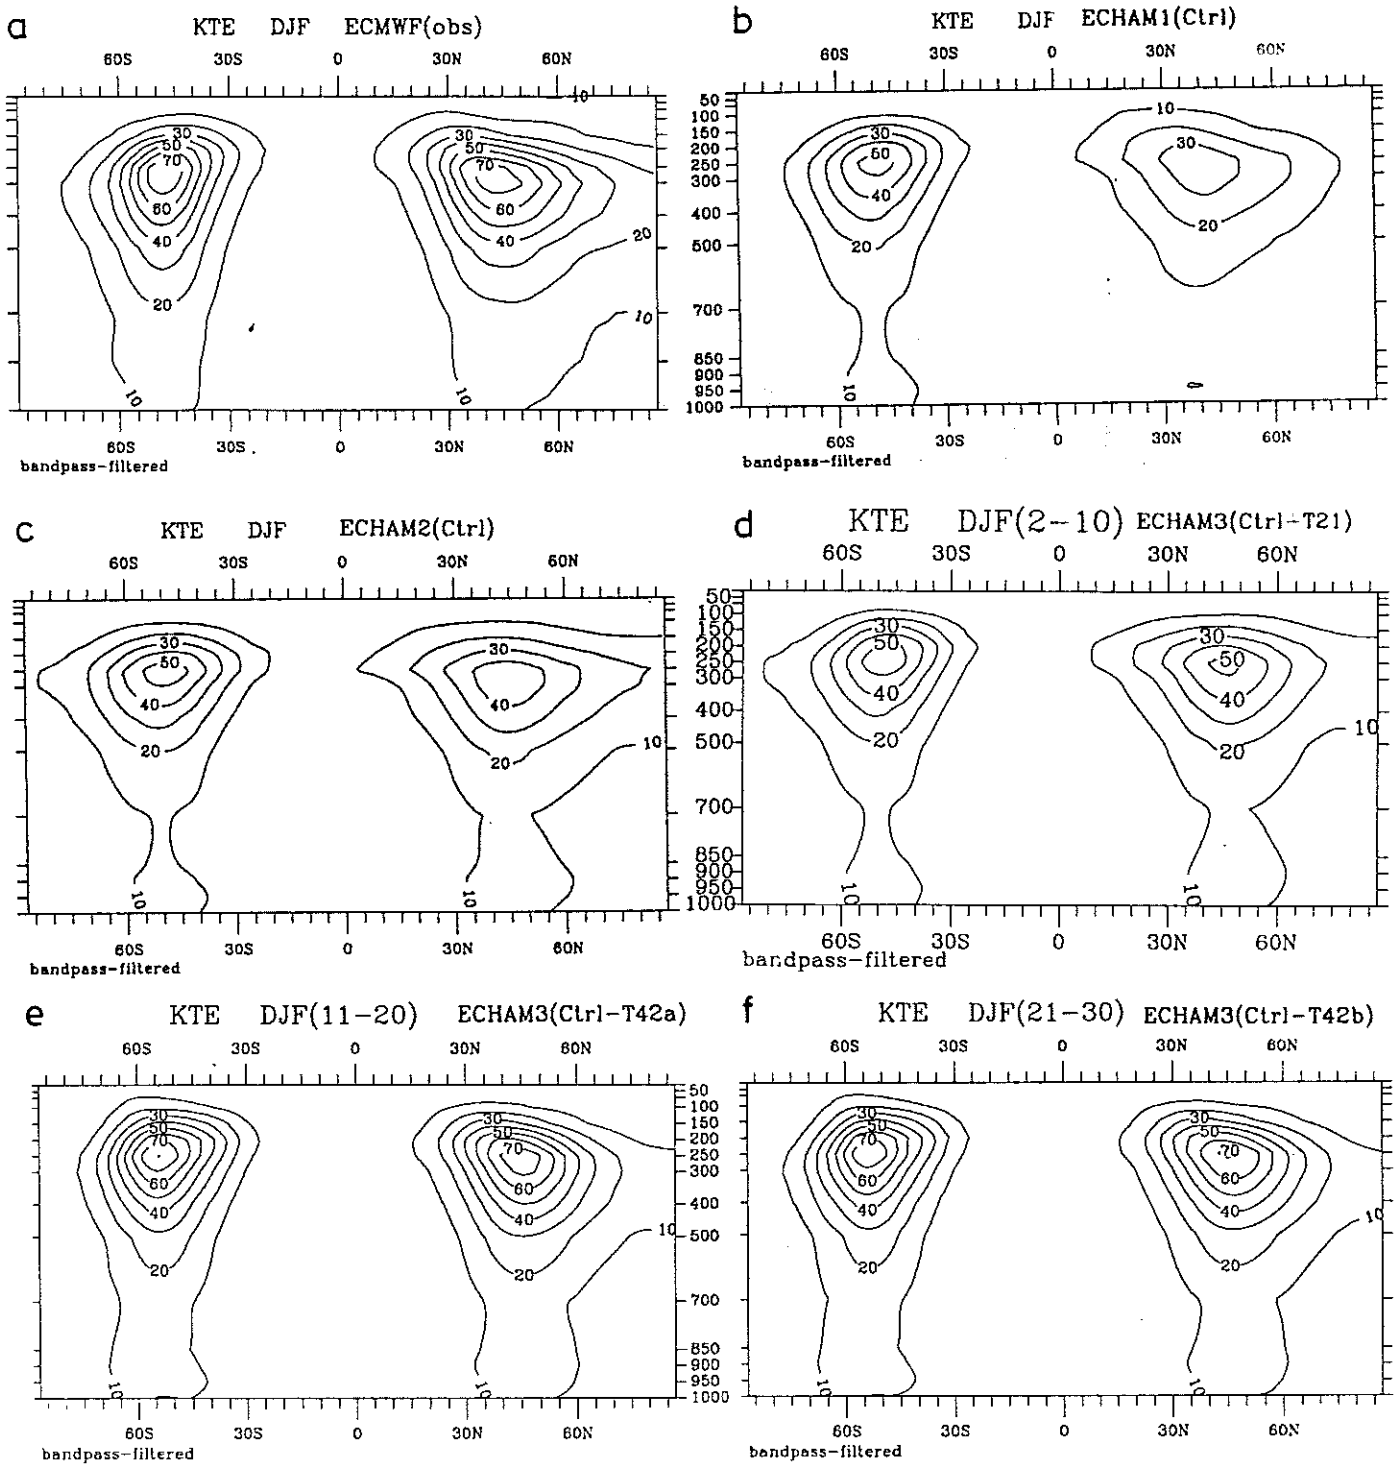 a KTE DJF ECMWF(obs)
60S 30S 0 30N 60N
10
30 30
50 50
70 70
60 60
40 40 20
20 10
10 10
60S 30S 0 30N 60N
bandpass-filtered
b KTE DJF ECHAM1(Ctrl)
60S 30S 0 30N 60N
50
100 10
150 30 30
200 50
250
300 40
400 20
500 20
700
850
900 10
950
1000
60S 30S 0 30N 60N
bandpass-filtered
c KTE DJF ECHAM2(Ctrl)
60S 30S 0 30N 60N
30 30
50
40 40
20 20 10
10 10
60S 30S 0 30N 60N
bandpass-filtered
d KTE DJF(2-10) ECHAM3(Ctrl-T21)
60S 30S 0 30N 60N
50
100
150 30 30
200 50
250 50
300 40 40
400 10
500 20 20
700
850
900
950 10 10
1000
60S 30S 0 30N 60N
bandpass-filtered
e KTE DJF(11-20) ECHAM3(Ctrl-T42a)
60S 30S 0 30N 60N
50
30 30 100
50 50 150
70 70 200
250
60 60 300
40 40 400
10 500
20 20
700
850
900
10 10 950
1000
60S 30S 0 30N 60N
bandpass-filtered
f KTE DJF(21-30) ECHAM3(Ctrl-T42b)
60S 30S 0 30N 60N
30 30
50 50
70 70
60 60
40 40 10
20 20
10 10
60S 30S 0 30N 60N
bandpass-filtered